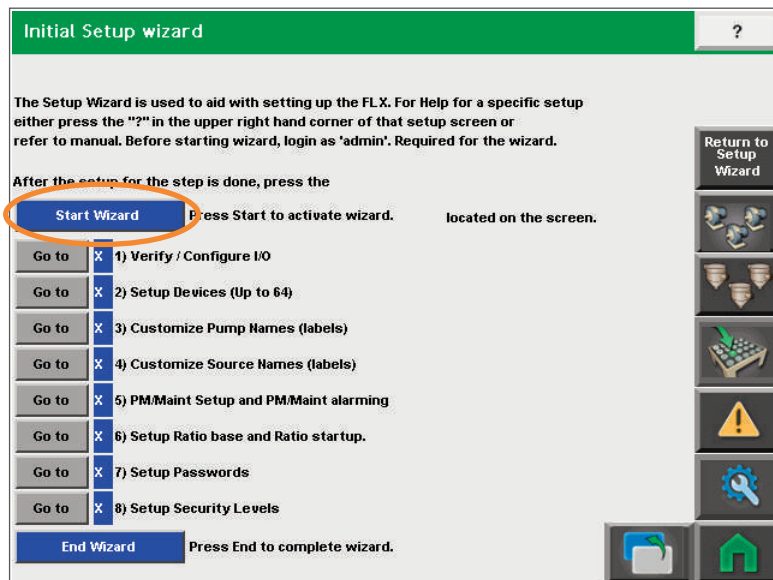 Initial Setup wizard
?
The Setup Wizard is used to aid with setting up the FLX. For Help for a specific setup
either press the "?" in the upper right hand corner of that setup screen or
refer to manual. Before starting wizard, login as 'admin'. Required for the wizard.
Return to
Setup
Wizard
After the setup for the step is done, press the
Start Wizard Press Start to activate wizard. located on the screen.
Go to X 1) Verify / Configure I/O
Go to X 2) Setup Devices (Up to 64)
Go to X 3) Customize Pump Names (labels)
Go to X 4) Customize Source Names (labels)
Go to X 5) PM/Maint Setup and PM/Maint alarming
Go to X 6) Setup Ratio base and Ratio startup.
Go to X 7) Setup Passwords
Go to X 8) Setup Security Levels
End Wizard Press End to complete wizard.